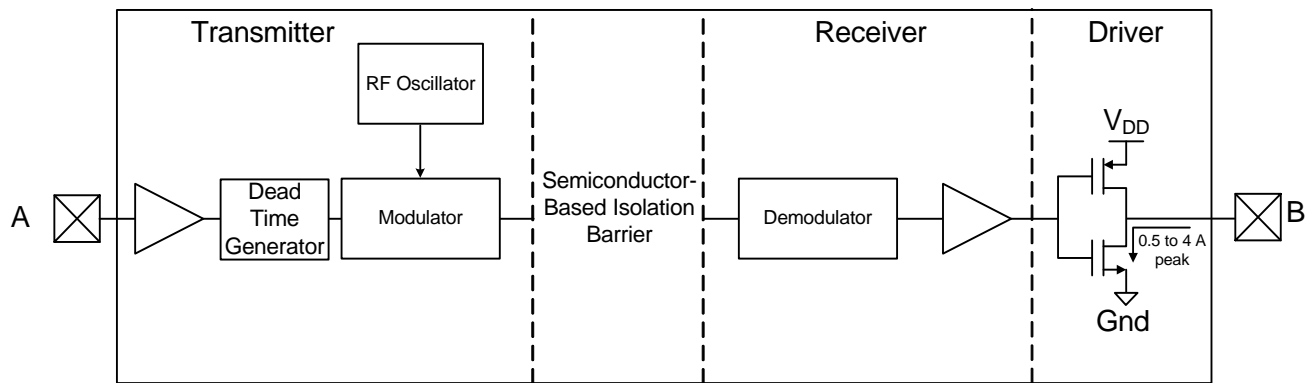 Transmitter
Receiver
Driver
RF Oscillator
V_DD
A
Dead
Time
Generator
Modulator
Semiconductor-
Based Isolation
Barrier
Demodulator
B
0.5 to 4 A
peak
Gnd